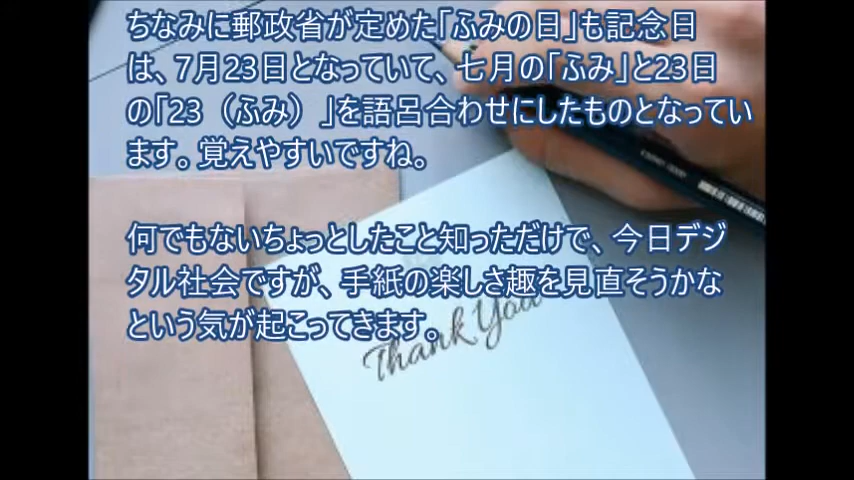 ちなみに郵政省が定めた「ふみの日」も記念日
は、7月23日となっていて、七月の「ふみ」と23日
の「23（ふみ）」を語呂合わせにしたものとなってい
ます。覚えやすいですね。
何でもないちょっとしたこと知っただけで、今日デジ
タル社会ですが、手紙の楽しさ趣を見直そうかな
という気が起こってきます。
Thank You